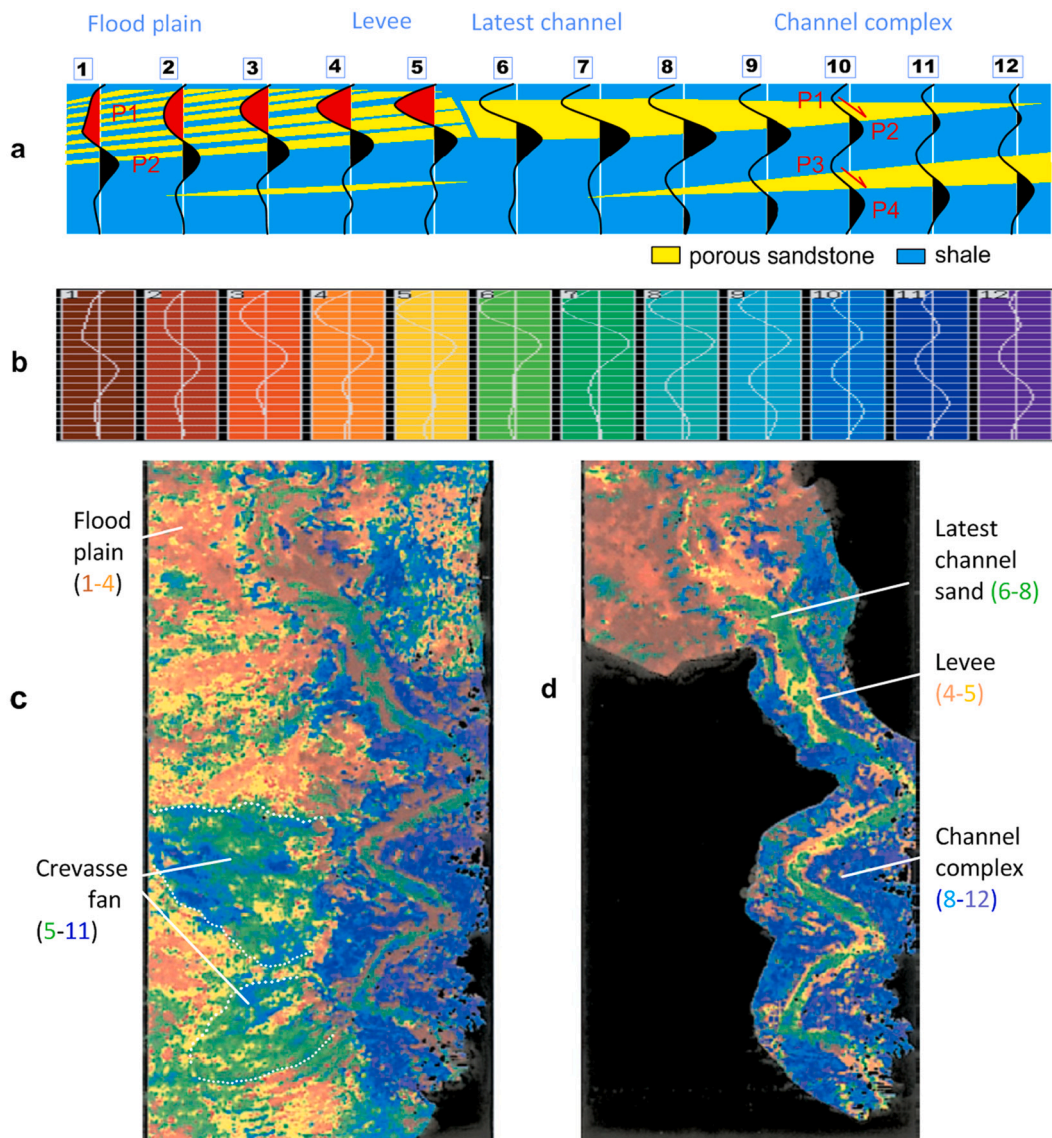 a
Flood plain Levee Latest channel Channel complex
1 2 3 4 5 6 7 8 9 10 11 12
P1 P1
P2 P2
P3
P4
porous sandstone shale
b
1 2 3 4 5 6 7 8 9 10 11 12
c
Flood
plain
(1-4)
Crevasse
fan
(5-11)
d
Latest
channel
sand (6-8)
Levee
(4-5)
Channel
complex
(8-12)